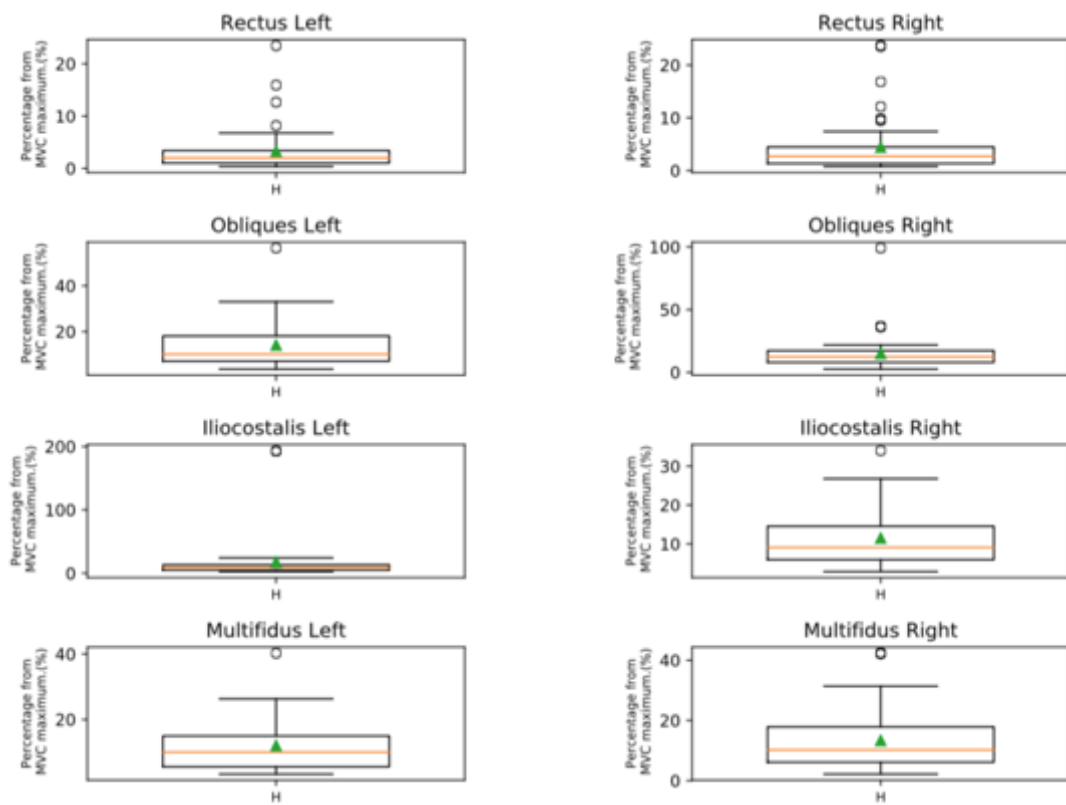 Rectus Left
Percentage from
MVC maximum.(%)
20
10
0
H
Rectus Right
Percentage from
MVC maximum.(%)
20
10
0
H
Obliques Left
Percentage from
MVC maximum.(%)
40
20
H
Obliques Right
Percentage from
MVC maximum.(%)
100
50
0
H
Iliocostalis Left
Percentage from
MVC maximum.(%)
200
100
0
H
Iliocostalis Right
Percentage from
MVC maximum.(%)
30
20
10
H
Multifidus Left
Percentage from
MVC maximum.(%)
40
20
H
Multifidus Right
Percentage from
MVC maximum.(%)
40
20
0
H